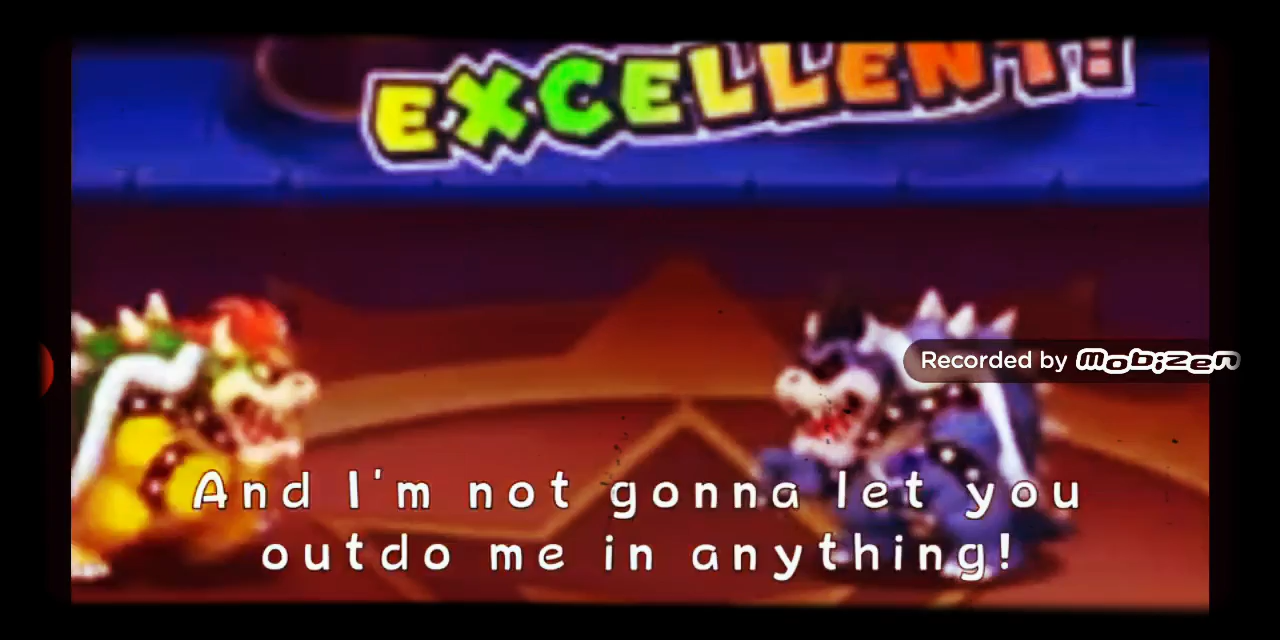 EXCELLENT!
Recorded by mobizen
And I'm not gonna let you
outdo me in anything!